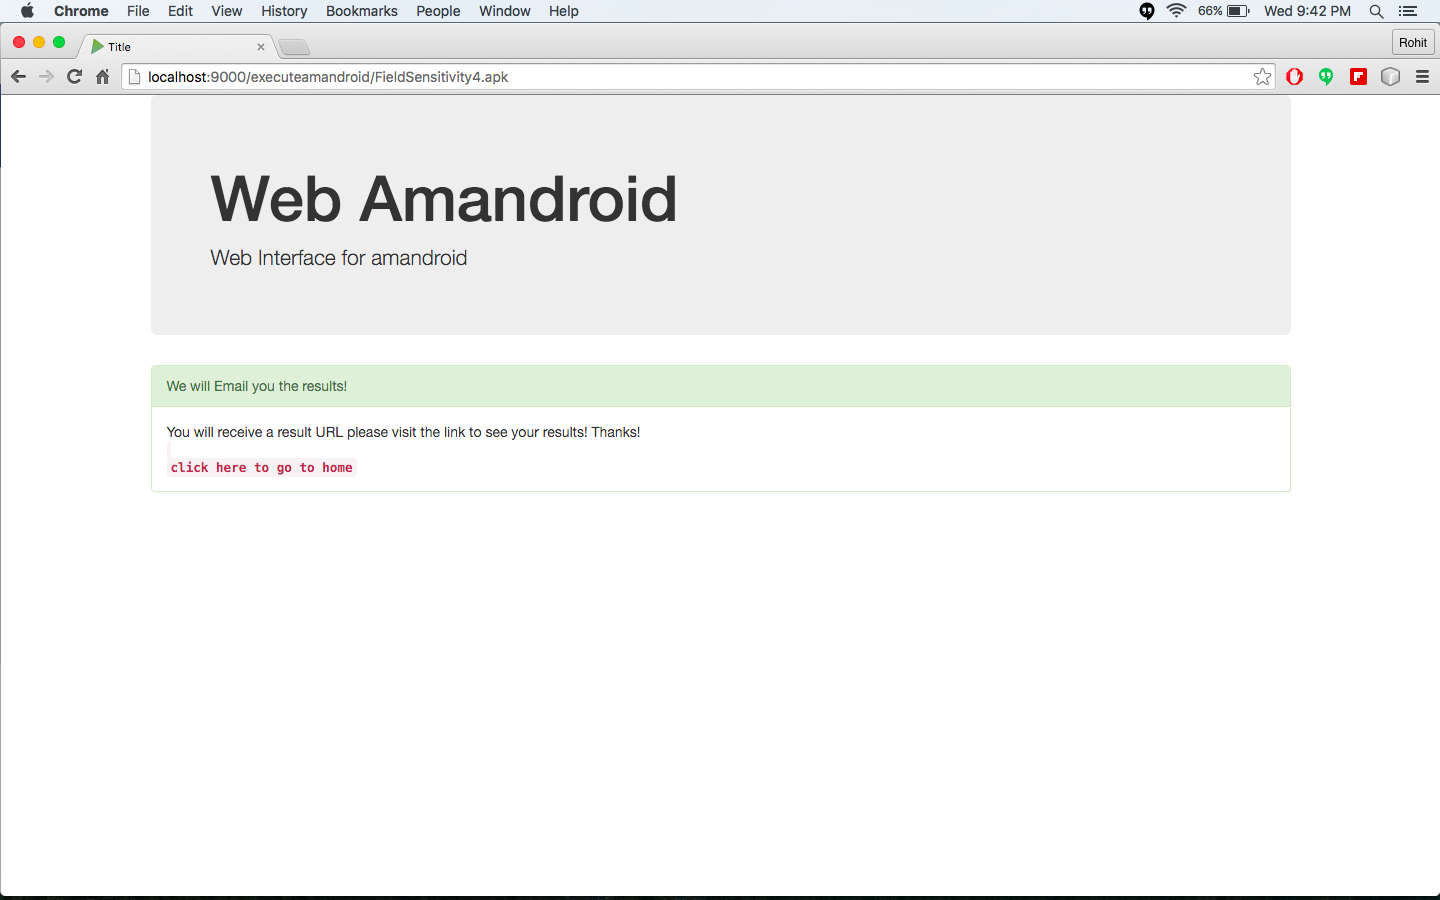 Chrome File Edit View History Bookmarks People Window Help 66% Wed 9:42 PM
Title Rohit
localhost:9000/executeamandroid/FieldSensitivity4.apk
Web Amandroid
Web Interface for amandroid
We will Email you the results!
You will receive a result URL please visit the link to see your results! Thanks!
click here to go to home